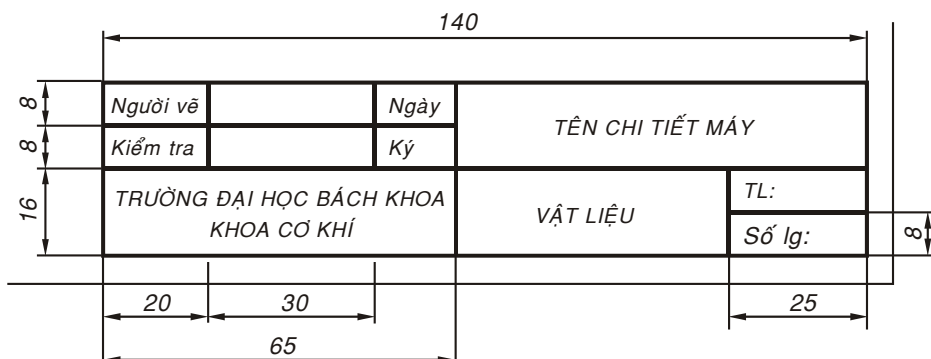 140
8
Người vẽ
Ngày
TÊN CHI TIẾT MÁY
8
Kiểm tra
Ký
16
TRƯỜNG ĐẠI HỌC BÁCH KHOA
KHOA CƠ KHÍ
VẬT LIỆU
TL:
Số lg:
8
20
30
25
65